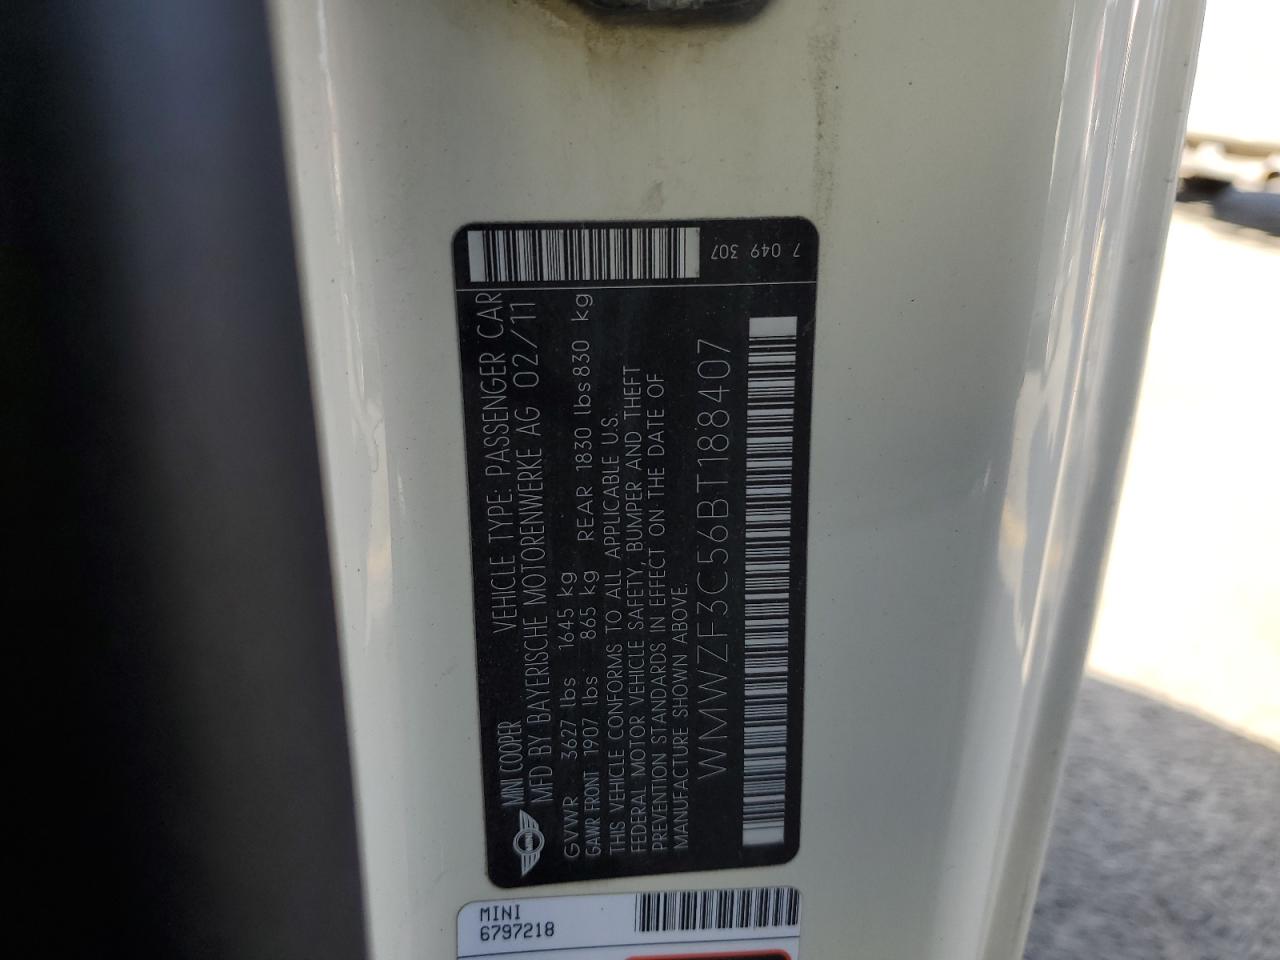 MINI COOPER VEHICLE TYPE: PASSENGER CAR
MFD BY BAYERISCHE MOTORENWERKE AG 02/11
GVWR 3627 lbs 1645 kg
GAWR FRONT 1907 lbs 865 kg REAR 1830 lbs 830 kg
THIS VEHICLE CONFORMS TO ALL APPLICABLE U.S.
FEDERAL MOTOR VEHICLE SAFETY, BUMPER AND THEFT
PREVENTION STANDARDS IN EFFECT ON THE DATE OF
MANUFACTURE SHOWN ABOVE.
WMWZF3C56BT188407
7 049 307
MINI
MINI
6797218